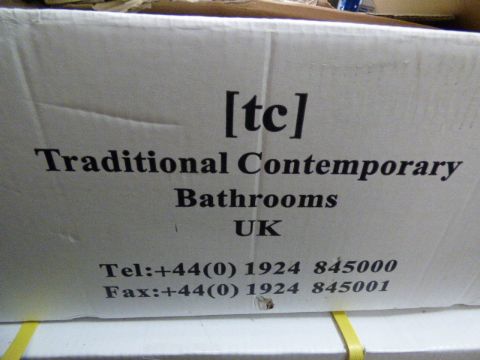 [tc]
Traditional Contemporary
Bathrooms
UK
Tel:+44(0) 1924 845000
Fax:+44(0) 1924 845001